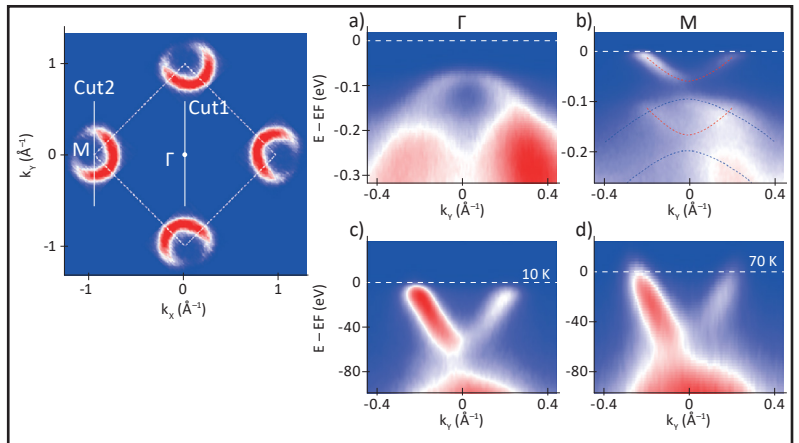 a)
Γ
b)
M
Cut2
Cut1
M
Γ
1
0
-1
k_Y (Å⁻¹)
-1
0
1
k_X (Å⁻¹)
0
-0.1
-0.2
-0.3
E – EF (eV)
-0.4
0
0.4
k_Y (Å⁻¹)
0
-0.1
-0.2
-0.4
0
0.4
k_Y (Å⁻¹)
c)
10 K
0
-40
-80
E – EF (eV)
-0.4
0
0.4
k_Y (Å⁻¹)
d)
70 K
0
-40
-80
-0.4
0
0.4
k_Y (Å⁻¹)